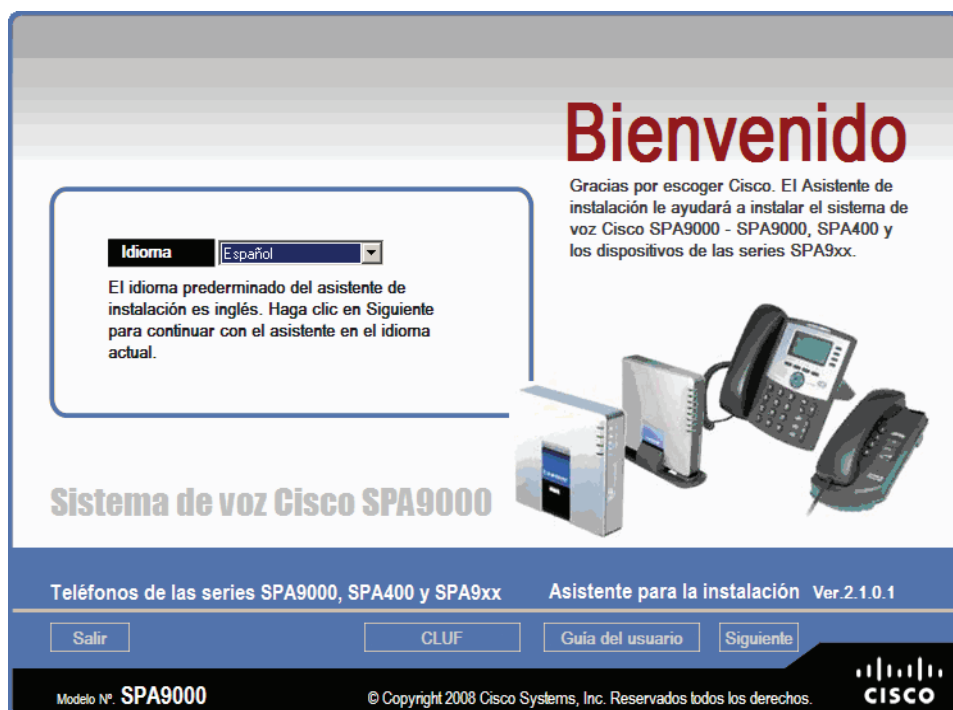 Bienvenido
Gracias por escoger Cisco. El Asistente de
instalación le ayudará a instalar el sistema de
voz Cisco SPA9000 - SPA9000, SPA400 y
los dispositivos de las series SPA9xx.
Idioma Español
El idioma prederminado del asistente de
instalación es inglés. Haga clic en Siguiente
para continuar con el asistente en el idioma
actual.
Sistema de voz Cisco SPA9000
Teléfonos de las series SPA9000, SPA400 y SPA9xx Asistente para la instalación Ver.2.1.0.1
Salir CLUF Guía del usuario Siguiente
Modelo Nº. SPA9000 © Copyright 2008 Cisco Systems, Inc. Reservados todos los derechos. CISCO